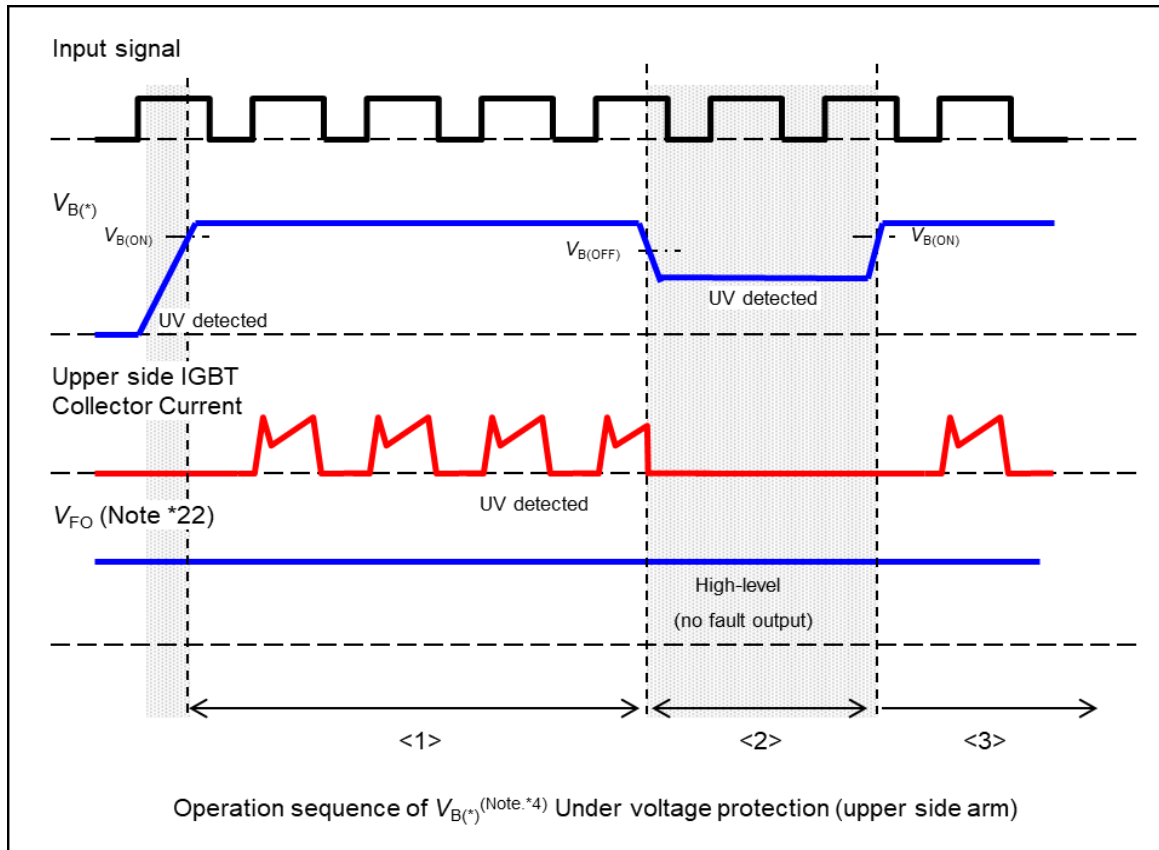 Input signal
VB(*)
VB(ON)
VB(OFF)
VB(ON)
UV detected
UV detected
Upper side IGBT
Collector Current
UV detected
VFO (Note *22)
High-level
(no fault output)
<1>
<2>
<3>
Operation sequence of VB(*)(Note.*4) Under voltage protection (upper side arm)